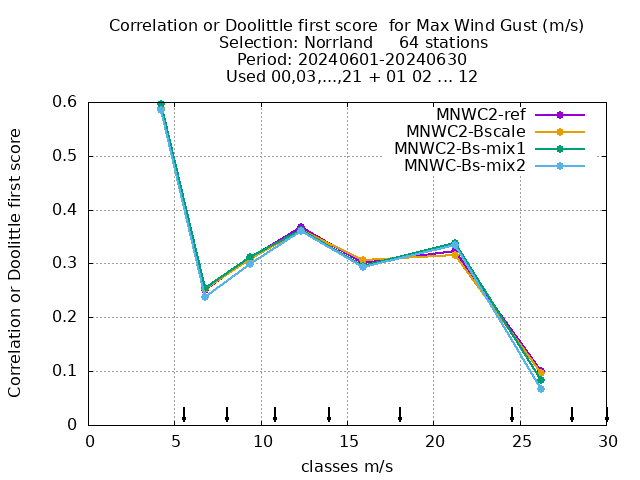 Correlation or Doolittle first score  for Max Wind Gust (m/s)
Selection: Norrland     64 stations
Period: 20240601-20240630
Used 00,03,...,21 + 01 02 ... 12
Correlation or Doolittle first score
MNWC2-ref
MNWC2-Bscale
MNWC2-Bs-mix1
MNWC-Bs-mix2
0.6
0.5
0.4
0.3
0.2
0.1
0
0 5 10 15 20 25 30
classes m/s